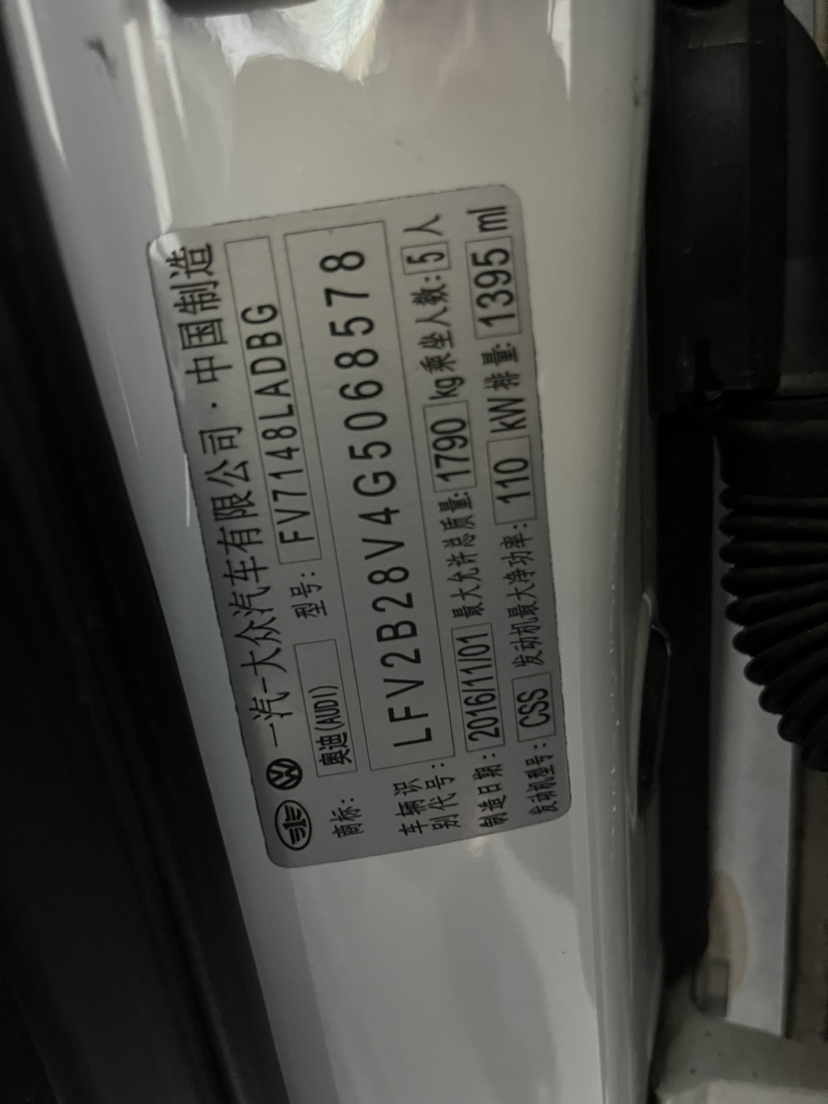 一汽-大众汽车有限公司·中国制造
商标: 奥迪(AUDI) 型号: FV7148LADBG
车辆识别代号: LFV2B28V4G5068578
制造日期: 2016/11/01 最大允许总质量: 1790 kg 乘坐人数: 5 人
发动机型号: CSS 发动机最大净功率: 110 kW 排量: 1395 ml